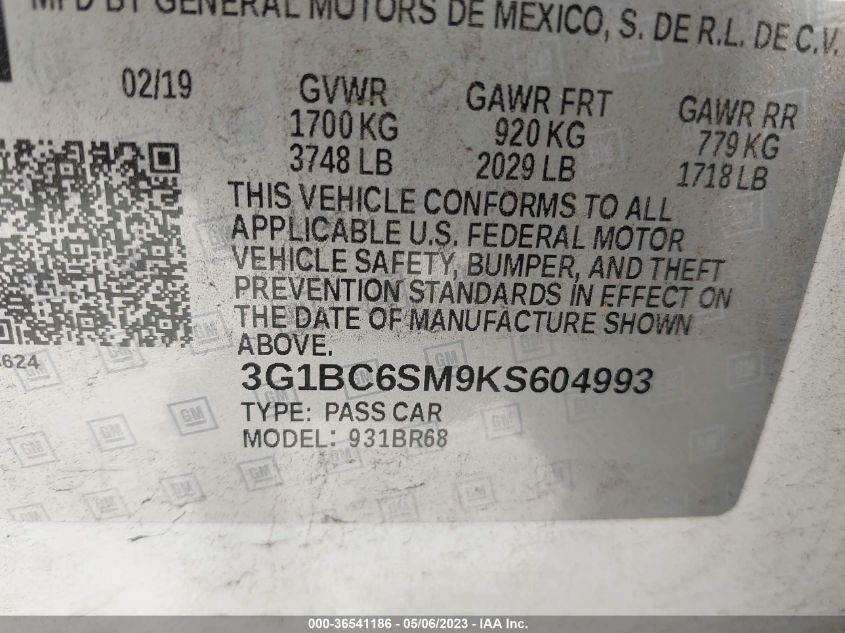 MFD BY GENERAL MOTORS DE MEXICO, S. DE R.L. DE C.V.
02/19 GVWR GAWR FRT GAWR RR
1700 KG 920 KG 779 KG
3748 LB 2029 LB 1718 LB
THIS VEHICLE CONFORMS TO ALL
APPLICABLE U.S. FEDERAL MOTOR
VEHICLE SAFETY, BUMPER, AND THEFT
PREVENTION STANDARDS IN EFFECT ON
THE DATE OF MANUFACTURE SHOWN
ABOVE.
3G1BC6SM9KS604993
TYPE: PASS CAR
MODEL: 931BR68
000-36541186 - 05/06/2023 - IAA Inc.